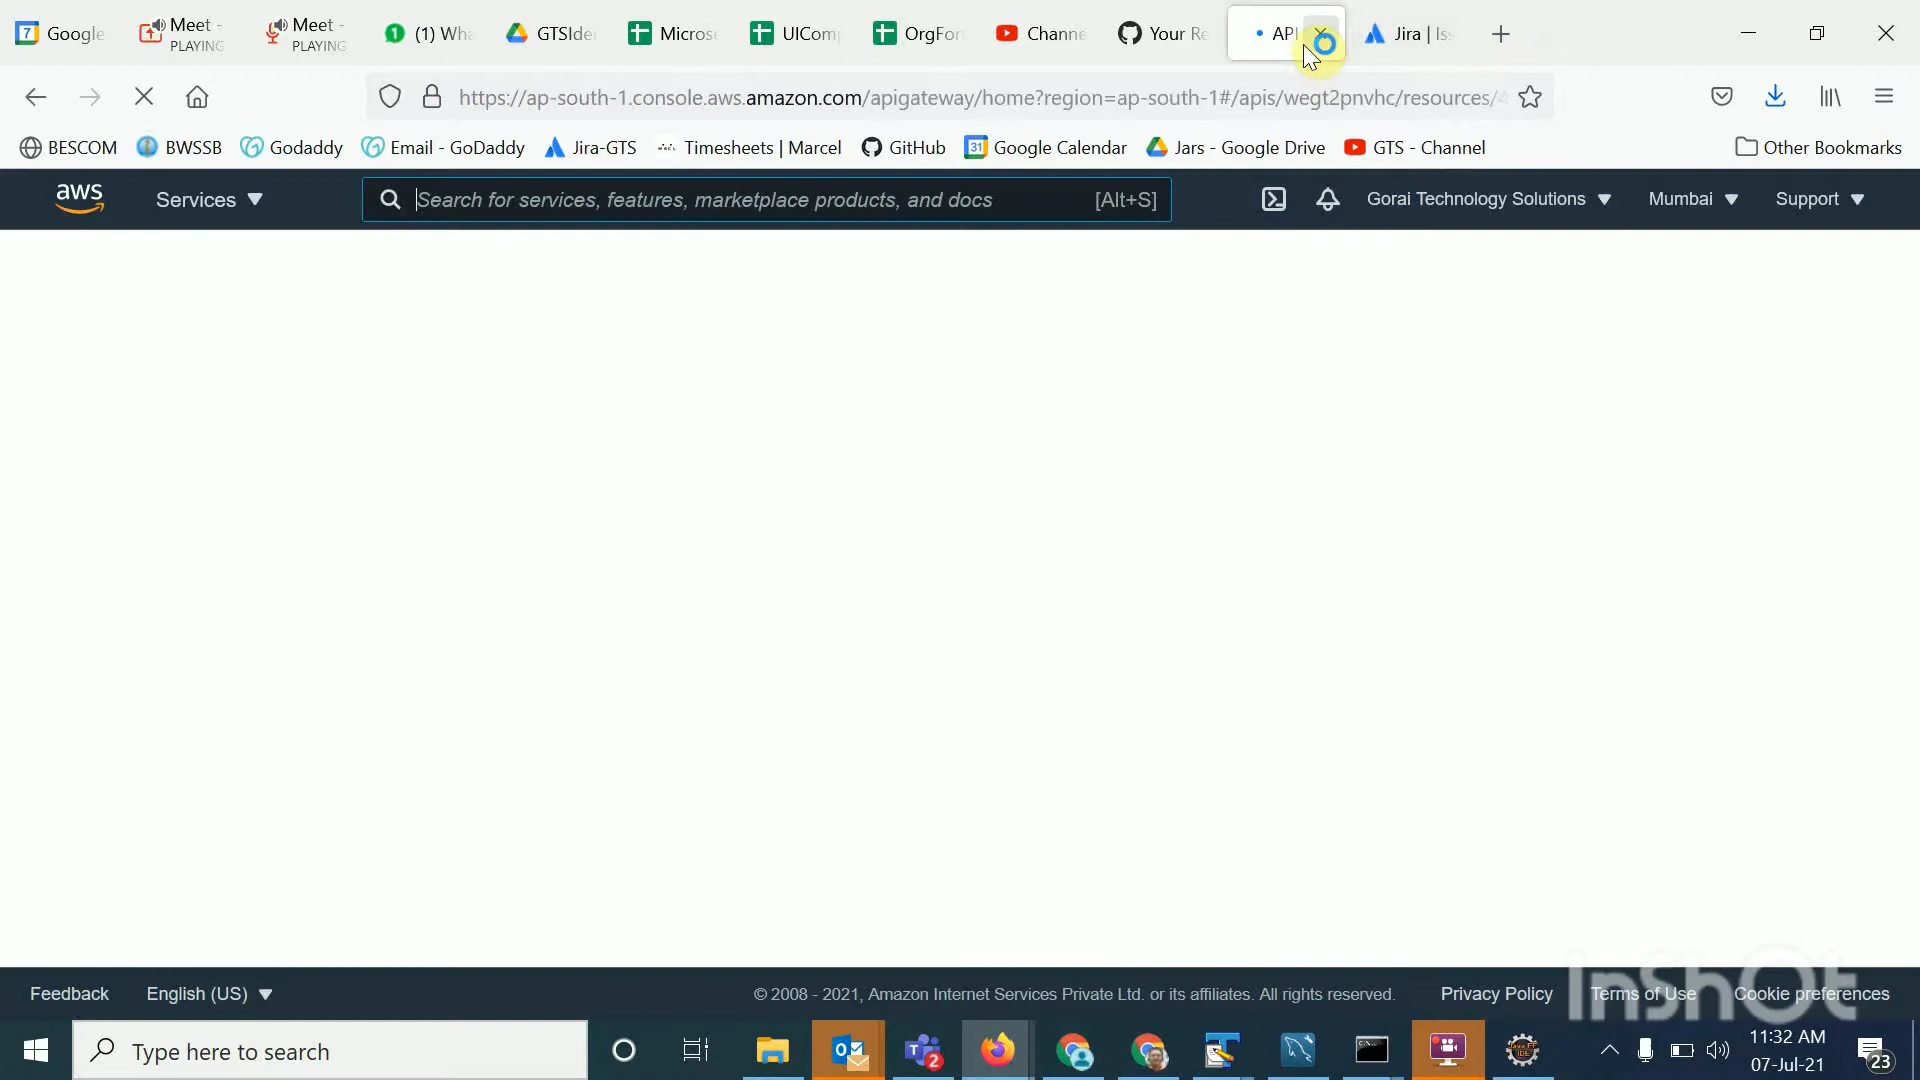 Google
Meet -
PLAYING
Meet -
PLAYING
(1) Wha
GTSIde
Micros
UIComp
OrgFor
Channe
Your Re
API
Jira | Iss
https://ap-south-1.console.aws.amazon.com/apigateway/home?region=ap-south-1#/apis/wegt2pnvhc/resources/4
BESCOM
BWSSB
Godaddy
Email - GoDaddy
Jira-GTS
Timesheets | Marcel
GitHub
Google Calendar
Jars - Google Drive
GTS - Channel
Other Bookmarks
aws
Services
Search for services, features, marketplace products, and docs
[Alt+S]
Gorai Technology Solutions
Mumbai
Support
Feedback
English (US)
© 2008 - 2021, Amazon Internet Services Private Ltd. or its affiliates. All rights reserved.
Privacy Policy
Terms of Use
Cookie preferences
InShOt
Type here to search
11:32 AM
07-Jul-21
23